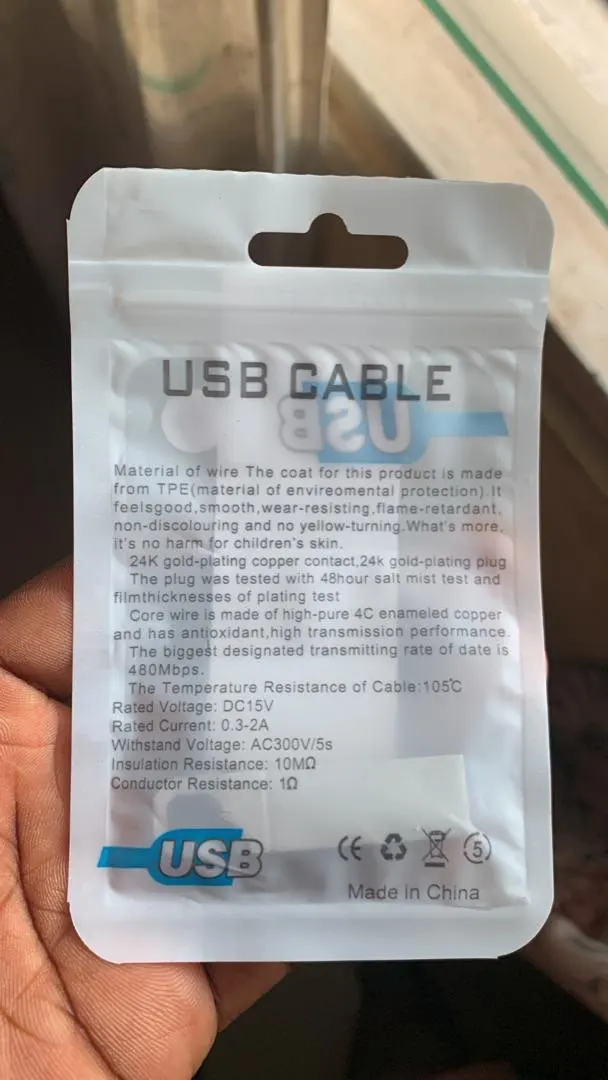 USB CABLE
USB
Material of wire The coat for this product is made
from TPE(material of envireomental protection).It
feelsgood,smooth,wear-resisting,flame-retardant,
non-discolouring and no yellow-turning.What's more,
it's no harm for children's skin.
24K gold-plating copper contact,24k gold-plating plug
The plug was tested with 48hour salt mist test and
filmthicknesses of plating test
Core wire is made of high-pure 4C enameled copper
and has antioxidant,high transmission performance.
The biggest designated transmitting rate of date is
480Mbps.
The Temperature Resistance of Cable:105℃
Rated Voltage: DC15V
Rated Current: 0.3-2A
Withstand Voltage: AC300V/5s
Insulation Resistance: 10MΩ
Conductor Resistance: 1Ω
USB
CE 5
Made in China